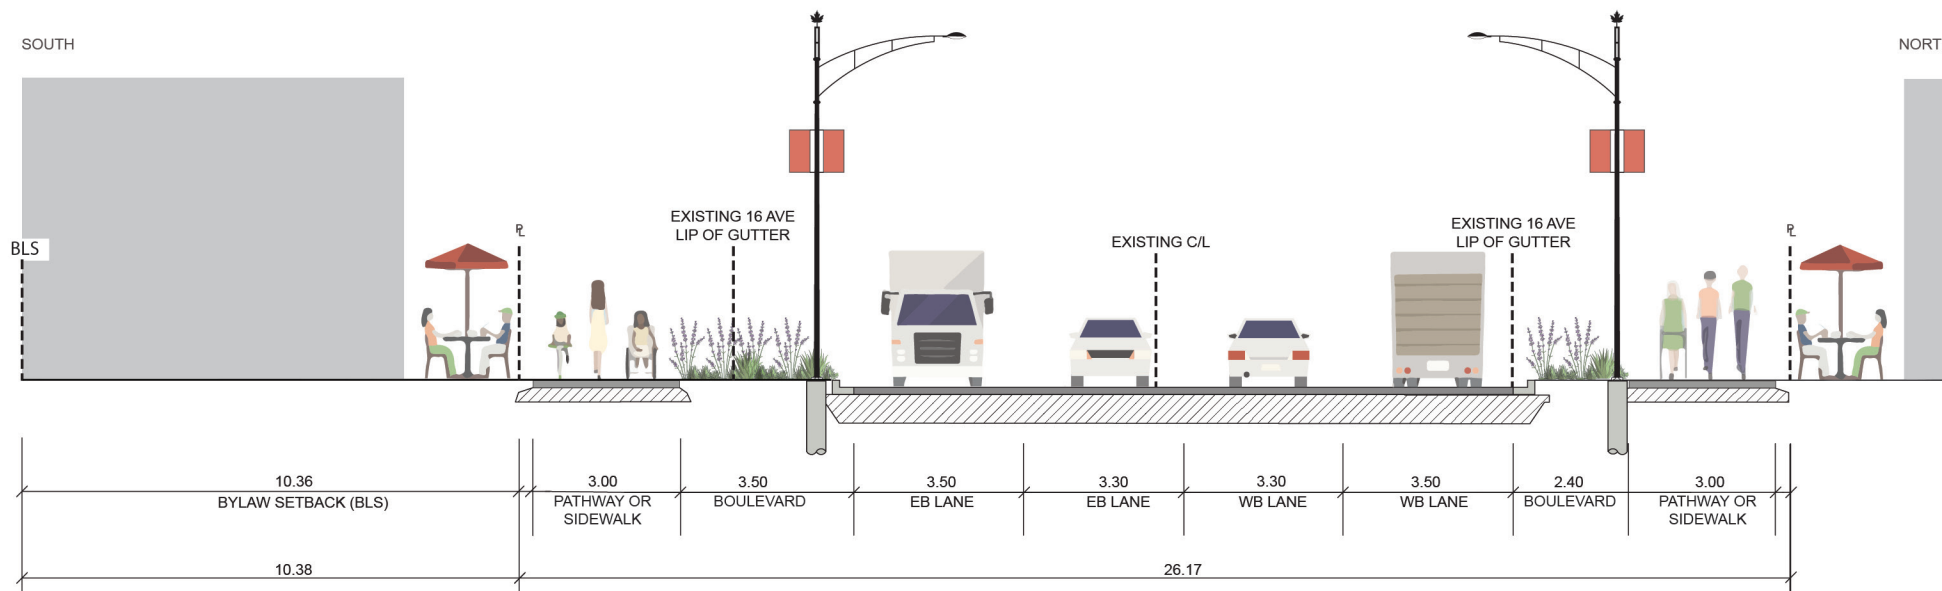 SOUTH
NORT
BLS
PL
EXISTING 16 AVE
LIP OF GUTTER
EXISTING C/L
EXISTING 16 AVE
LIP OF GUTTER
PL
10.36
3.00
3.50
3.50
3.30
3.30
3.50
2.40
3.00
BYLAW SETBACK (BLS)
PATHWAY OR
SIDEWALK
BOULEVARD
EB LANE
EB LANE
WB LANE
WB LANE
BOULEVARD
PATHWAY OR
SIDEWALK
10.38
26.17